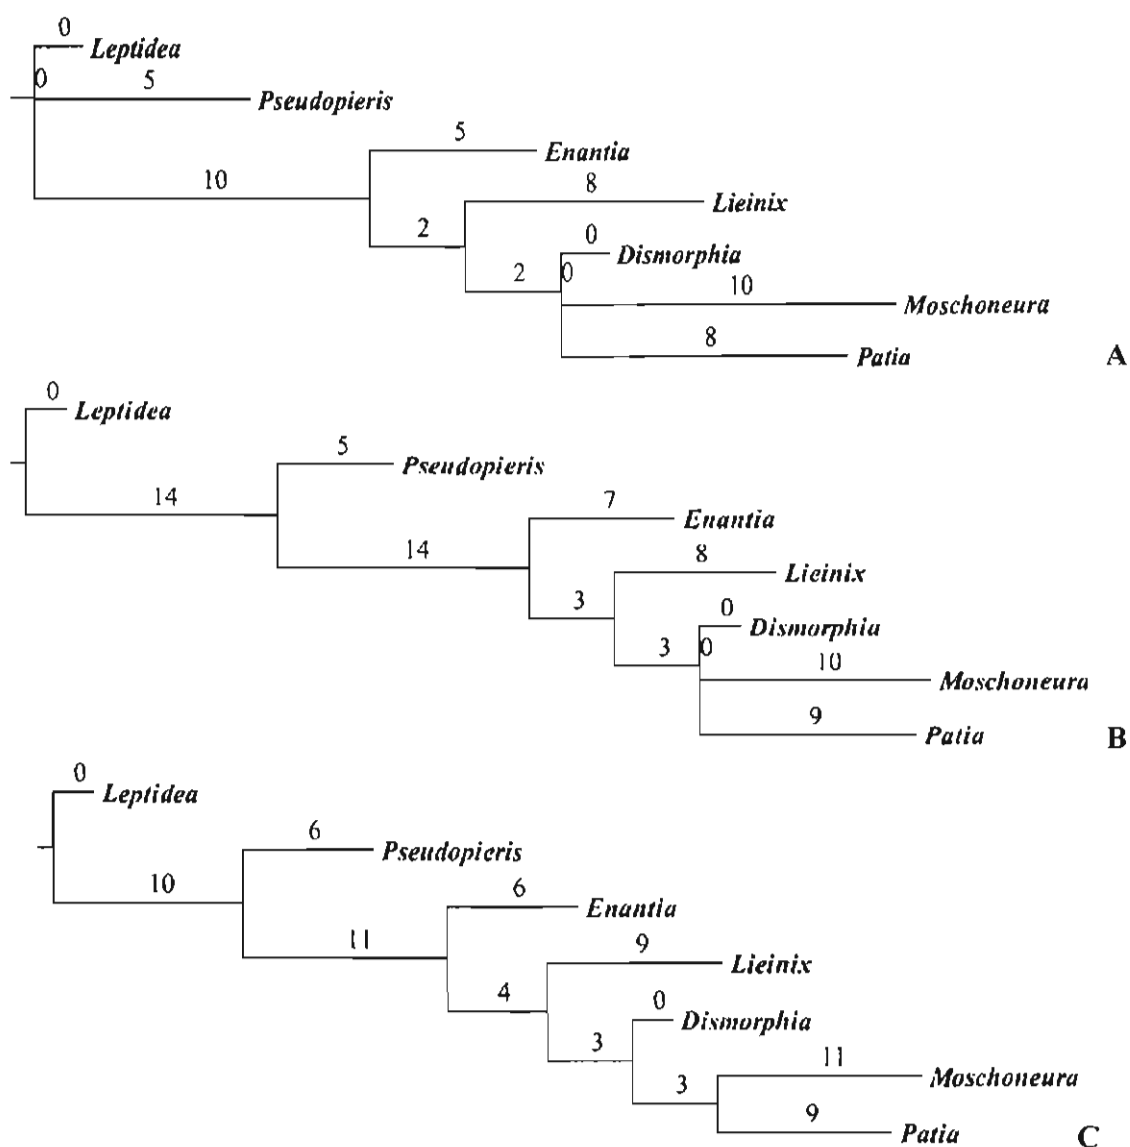 0
Leptidea
0 5
Pseudopieris
5
Enantia
10
8
Lieinix
2
0
Dismorphia
2 0
10
Moschoneura
8
Patia
A
0
Leptidea
5
Pseudopieris
14
7
Enantia
14
8
Lieinix
3
0
Dismorphia
3 0
10
Moschoneura
9
Patia
B
0
Leptidea
6
Pseudopieris
10
6
Enantia
11
9
Lieinix
4
0
Dismorphia
3
11
Moschoneura
3
9
Patia
C